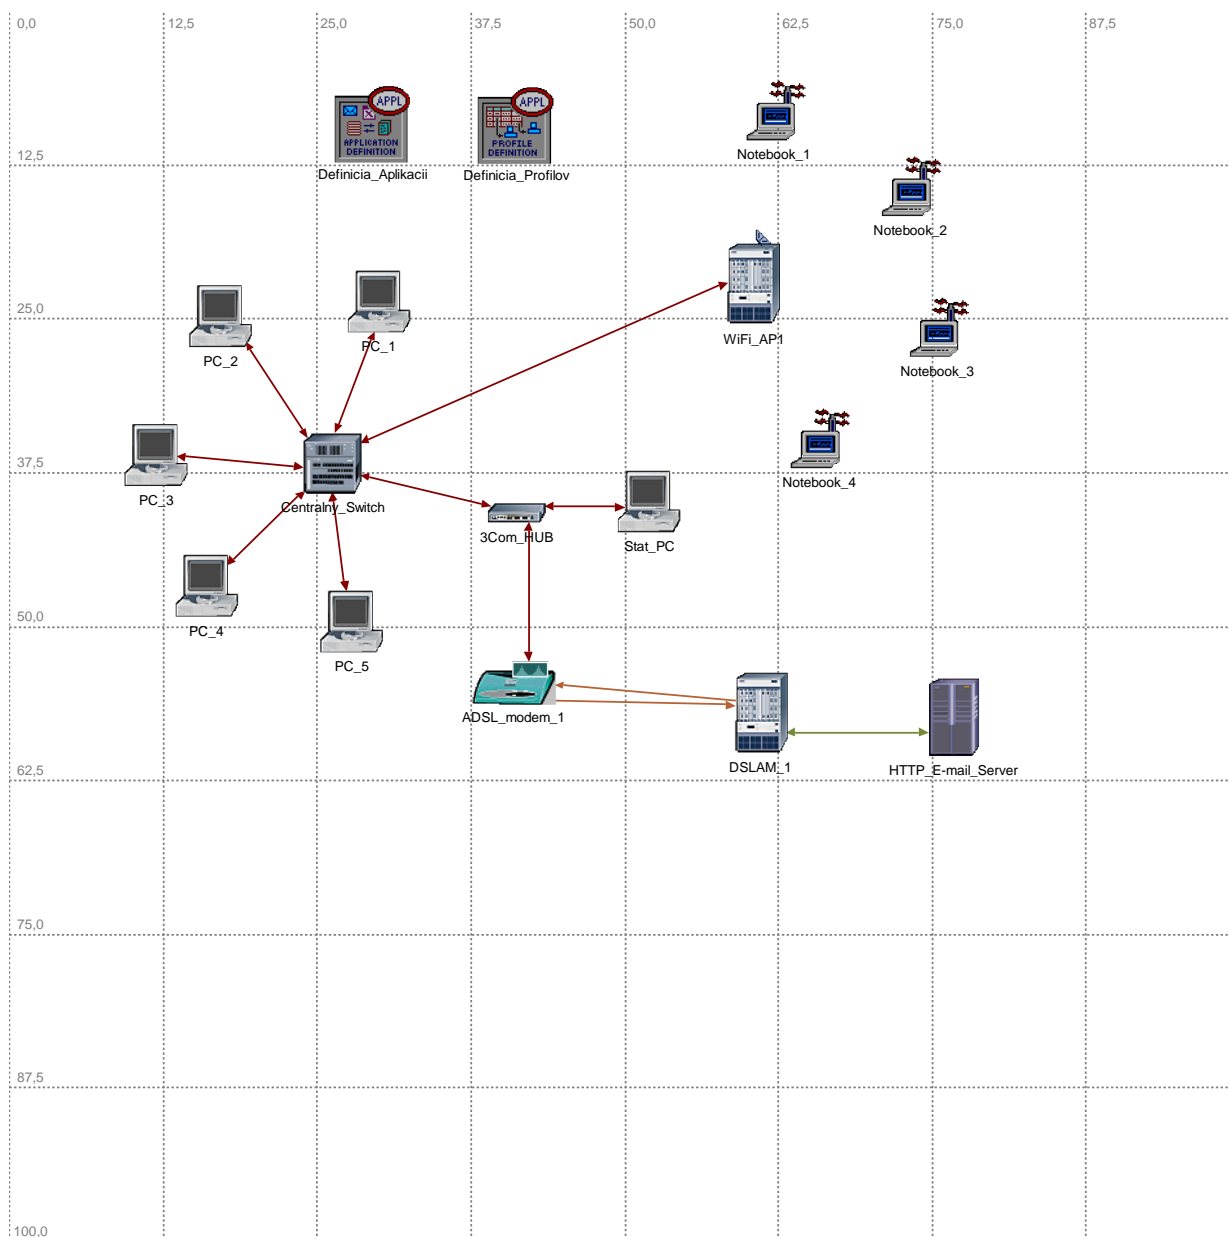 0,0
12,5
25,0
37,5
50,0
62,5
75,0
87,5
APPL
APPLICATION
DEFINITION
Definicia_Aplikacii
APPL
PROFILE
DEFINITION
Definicia_Profilov
Notebook_1
12,5
Notebook_2
WiFi_AP1
25,0
PC_2
PC_1
Notebook_3
37,5
PC_3
Centralny_Switch
Notebook_4
3Com_HUB
Stat_PC
50,0
PC_4
PC_5
ADSL_modem_1
62,5
DSLAM_1
HTTP_E-mail_Server
75,0
87,5
100,0